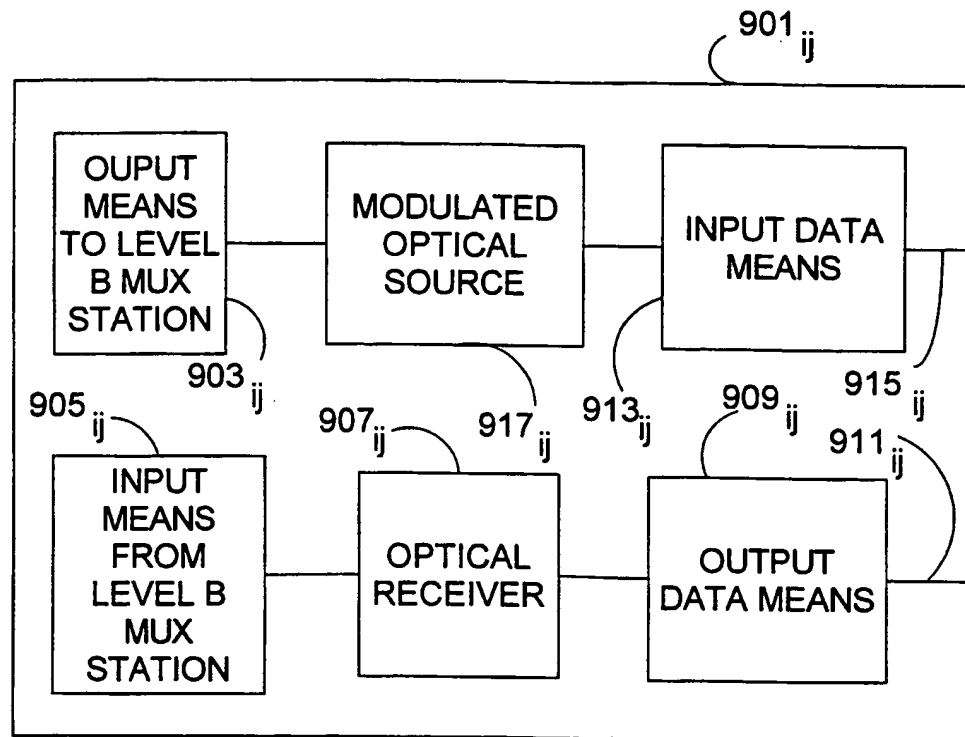 901 ij
OUPUT
MEANS
TO LEVEL
B MUX
STATION
MODULATED
OPTICAL
SOURCE
INPUT DATA
MEANS
903 ij
917 ij
913 ij
915 ij
905 ij
907 ij
909 ij
911 ij
INPUT
MEANS
FROM
LEVEL B
MUX
STATION
OPTICAL
RECEIVER
OUTPUT
DATA MEANS